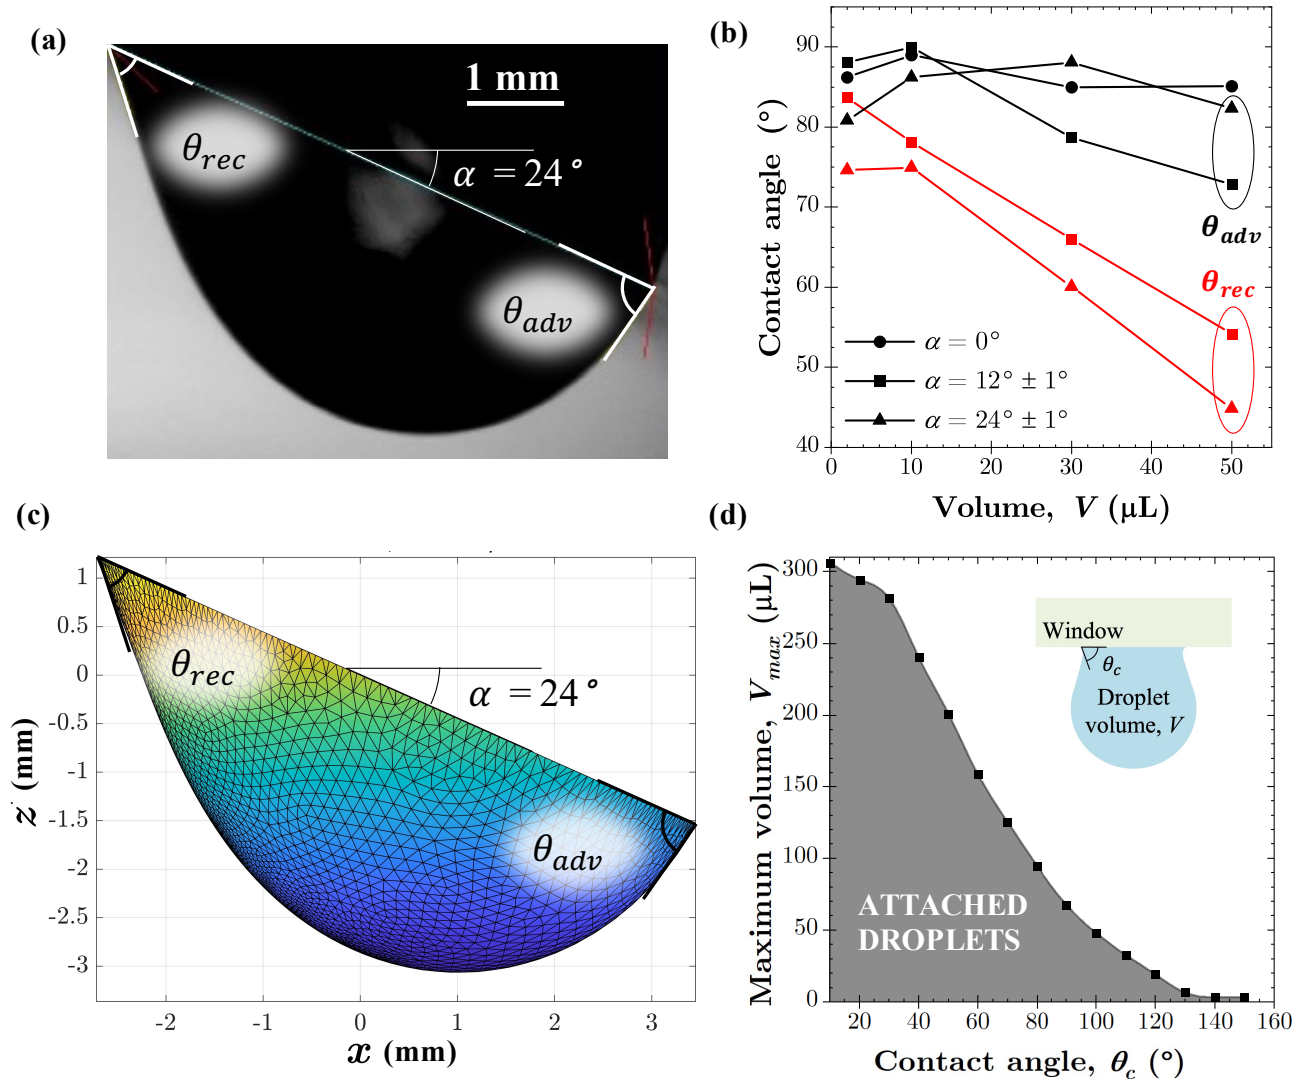 (a)
1 mm
θrec
α = 24°
θadv
(b)
90
80
70
60
50
40
0
10
20
30
40
50
Contact angle (°)
Volume, V (µL)
θadv
θrec
α = 0°
α = 12° ± 1°
α = 24° ± 1°
(c)
1
0.5
0
-0.5
-1
-1.5
-2
-2.5
-3
-2
-1
0
1
2
3
z (mm)
x (mm)
θrec
α = 24°
θadv
(d)
300
250
200
150
100
50
0
20
40
60
80
100
120
140
160
Maximum volume, Vmax (µL)
Contact angle, θc (°)
Window
θc
Droplet
volume, V
ATTACHED
DROPLETS